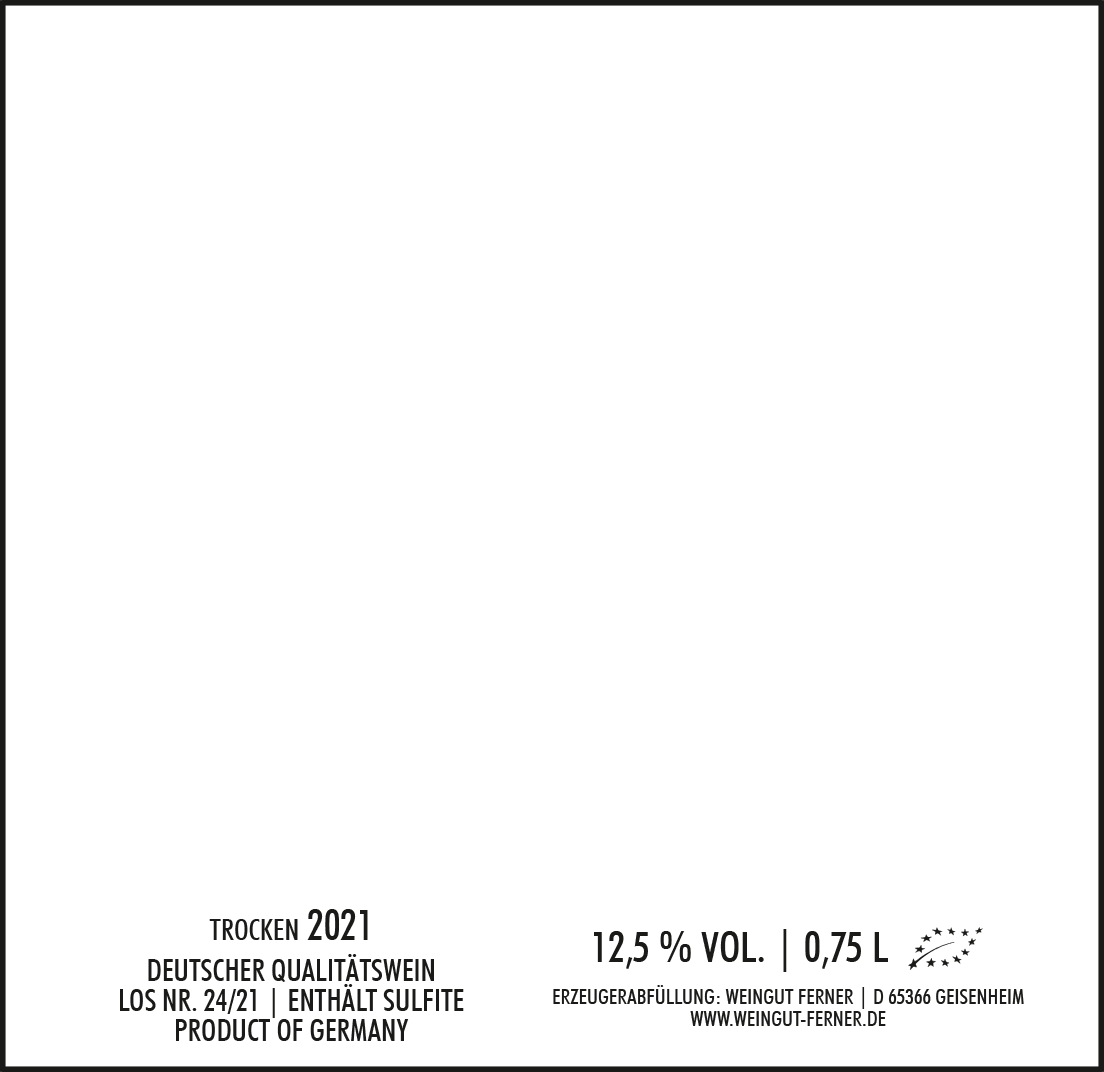 TROCKEN 2021
DEUTSCHER QUALITÄTSWEIN
LOS NR. 24/21 | ENTHÄLT SULFITE
PRODUCT OF GERMANY
12,5 % VOL. | 0,75 L
ERZEUGERABFÜLLUNG: WEINGUT FERNER | D 65366 GEISENHEIM
WWW.WEINGUT-FERNER.DE